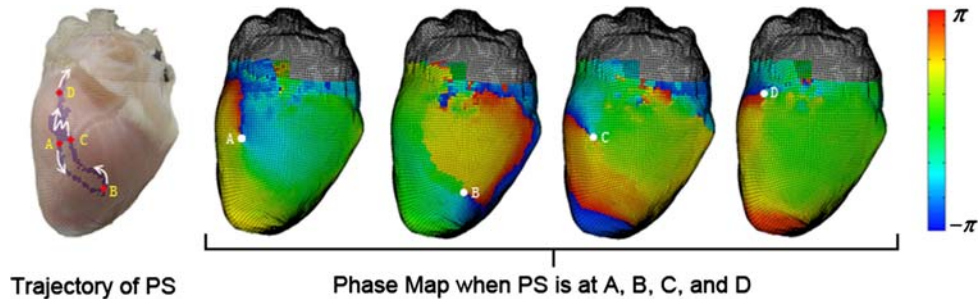 π
D
A
C
B
A
B
C
D
−π
Trajectory of PS
Phase Map when PS is at A, B, C, and D